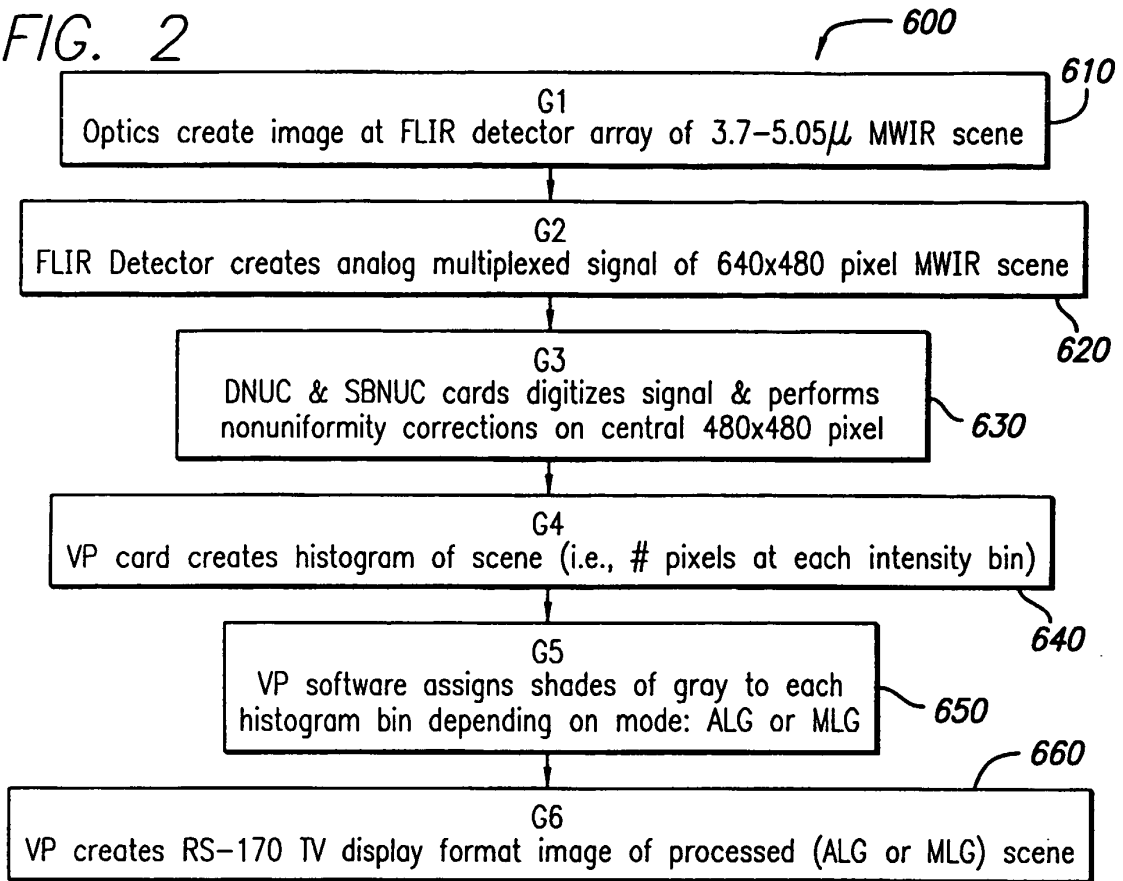 FIG. 2
600
610
G1
Optics create image at FLIR detector array of 3.7-5.05μ MWIR scene
G2
FLIR Detector creates analog multiplexed signal of 640x480 pixel MWIR scene
620
G3
DNUC & SBNUC cards digitizes signal & performs
nonuniformity corrections on central 480x480 pixel
630
G4
VP card creates histogram of scene (i.e., # pixels at each intensity bin)
640
G5
VP software assigns shades of gray to each
histogram bin depending on mode: ALG or MLG
650
660
G6
VP creates RS-170 TV display format image of processed (ALG or MLG) scene